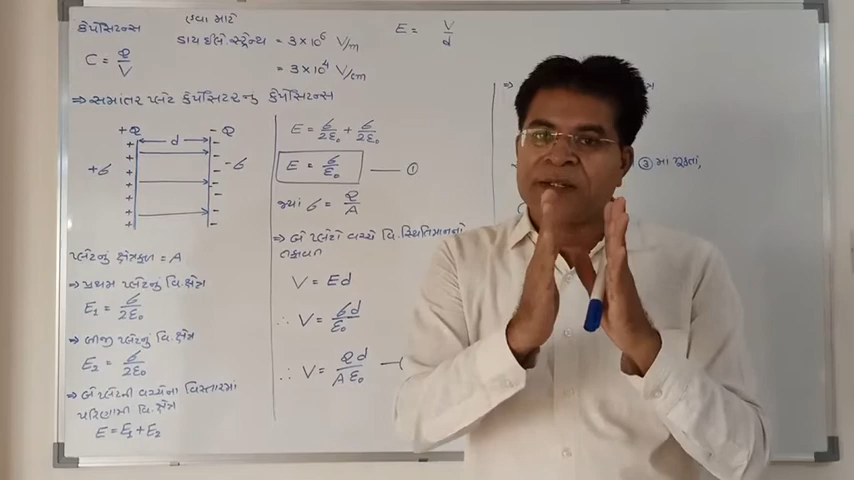 કેપેસિટન્સ
C = Q/V
હવા માટે
ડાયઈલે. સ્ટ્રેન્થ = 3×10⁶ V/m
= 3×10⁴ V/cm
E = V/d
⇒ સમાંતર પ્લેટ કેપેસિટરનું કેપેસિટન્સ
+Q d -Q
+σ -σ
પ્લેટનું ક્ષેત્રફળ = A
⇒ પ્રથમ પ્લેટનું વિ.ક્ષેત્ર
E₁ = σ/2ε₀
⇒ બીજી પ્લેટનું વિ.ક્ષેત્ર
E₂ = σ/2ε₀
⇒ બે પ્લેટની વચ્ચેના વિસ્તારમાં
પરિણામી વિ.ક્ષેત્ર
E = E₁ + E₂
E = σ/2ε₀ + σ/2ε₀
E = σ/ε₀ — ①
જ્યાં σ = Q/A
⇒ બે પ્લેટો વચ્ચે વિ.સ્થિતિમાનનો
તફાવત
V = Ed
∴ V = σd/ε₀
∴ V = Qd/Aε₀ —
⇒
③ માં મૂકતાં,